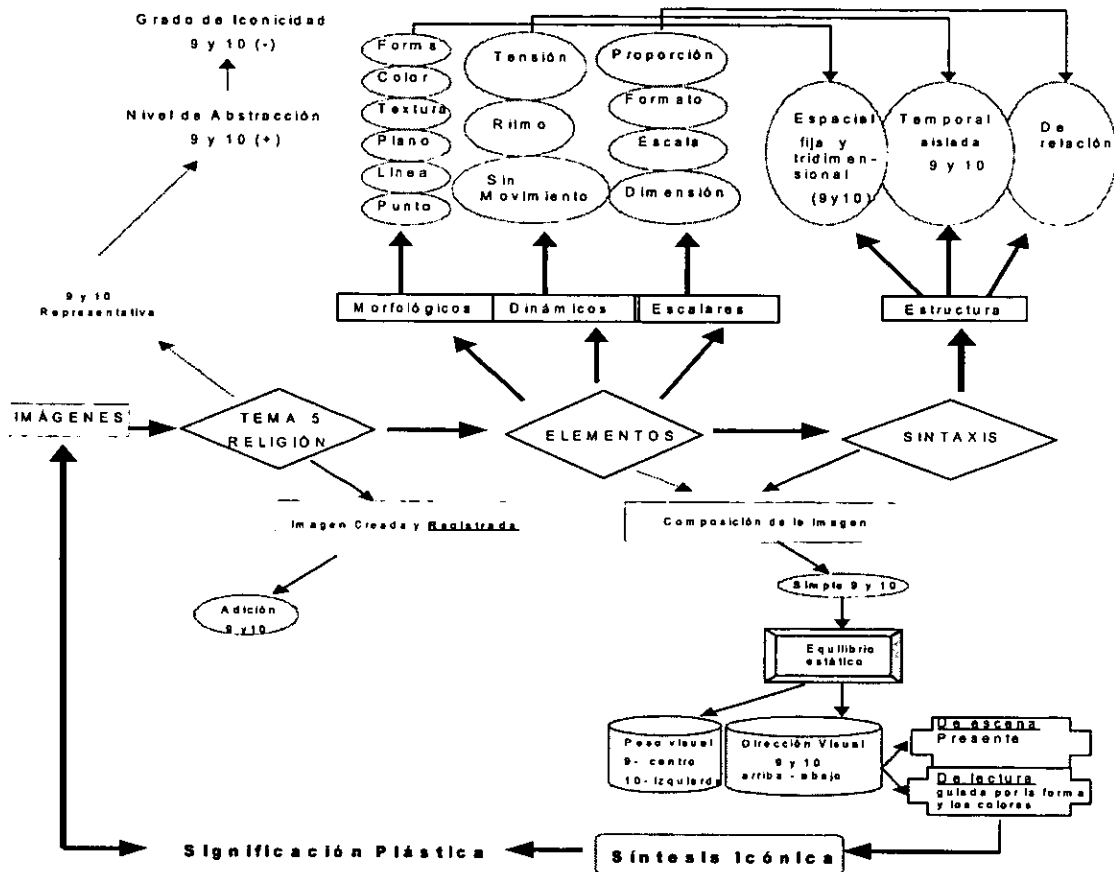 Grado de Iconicidad
9 y 10 (-)
Nivel de Abstracción
9 y 10 (+)
9 y 10
Representativa
Forma
Color
Textura
Plano
Línea
Punto
Tensión
Ritmo
Sin
Movimiento
Proporción
Formato
Escala
Dimensión
Espacial
fija y
tridimen-
sional
(9y10)
Temporal
aislada
9 y 10
De
relación
Morfológicos
Dinámicos
Escalares
Estructura
IMÁGENES
TEMA 5
RELIGIÓN
ELEMENTOS
SINTAXIS
Imagen Creada y Registrada
Composición de la Imagen
Adición
9 y10
Simple 9 y 10
Equilibrio
estático
Peso visual
9- centro
10- Izquierda
Dirección Visual
9 y 10
arriba - abajo
De escena
Presente
De lectura
guiada por la forma
y los colores
Significación Plástica
Síntesis Icónica